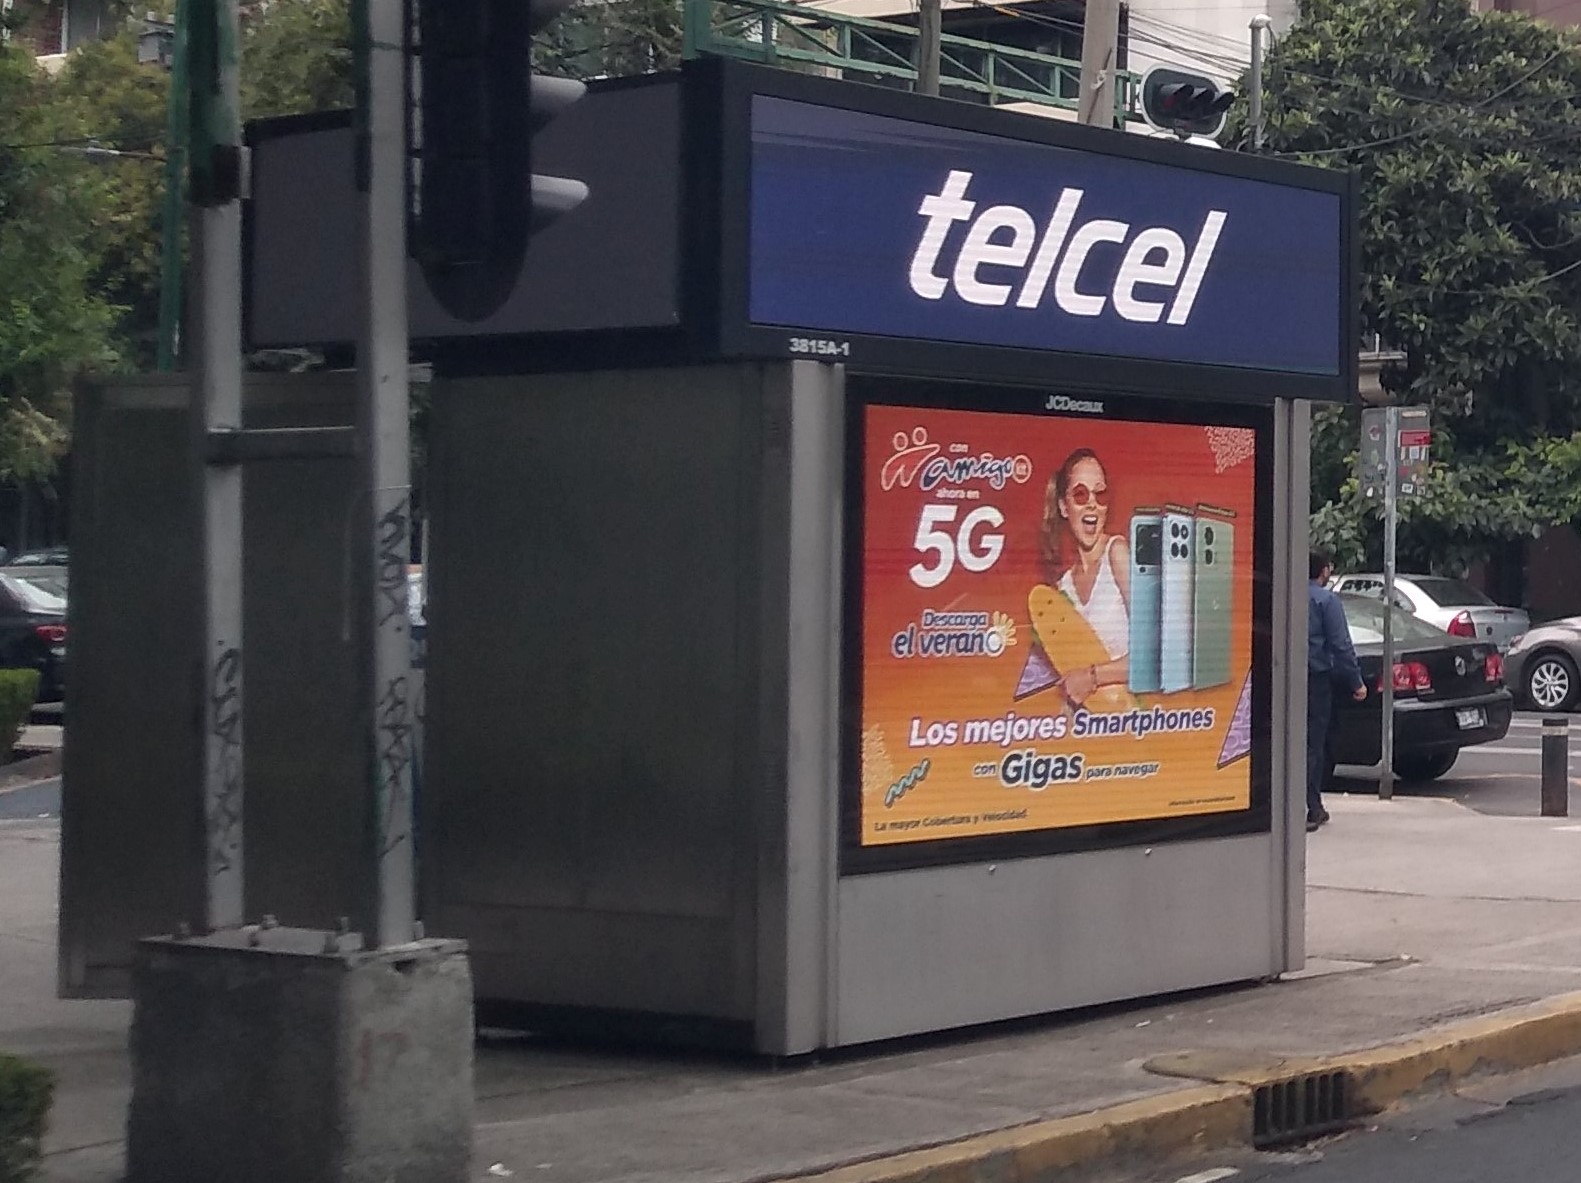 telcel
3815A-1
JCDecaux
con
amigo kit
ahora en
5G
Descarga
el verano
Los mejores Smartphones
con Gigas para navegar
La mayor Cobertura y Velocidad